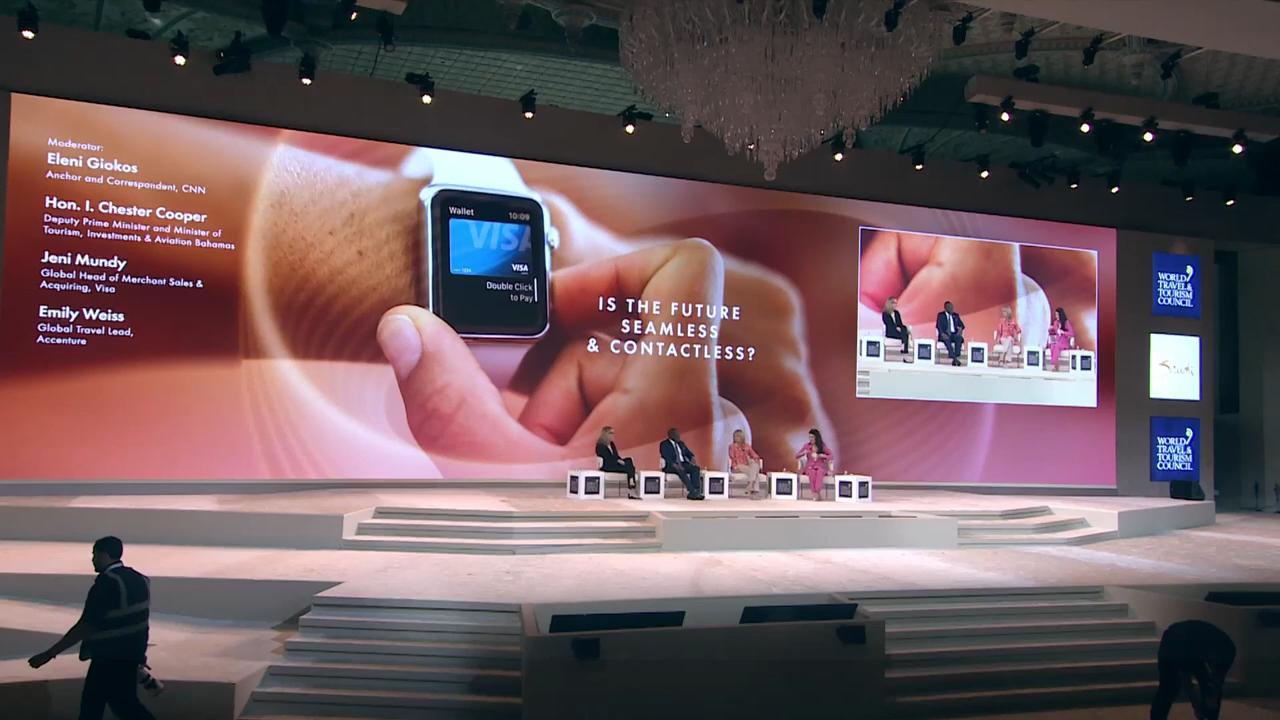 Moderator:
Eleni Giokos
Anchor and Correspondent, CNN
Hon. I. Chester Cooper
Deputy Prime Minister and Minister of
Tourism, Investments & Aviation Bahamas
Jeni Mundy
Global Head of Merchant Sales &
Acquiring, Visa
Emily Weiss
Global Travel Lead,
Accenture
Wallet 10:09
VISA
VISA
Double Click
to Pay
IS THE FUTURE
SEAMLESS
& CONTACTLESS?
WORLD
TRAVEL &
TOURISM
COUNCIL
Saudi
WORLD
TRAVEL &
TOURISM
COUNCIL